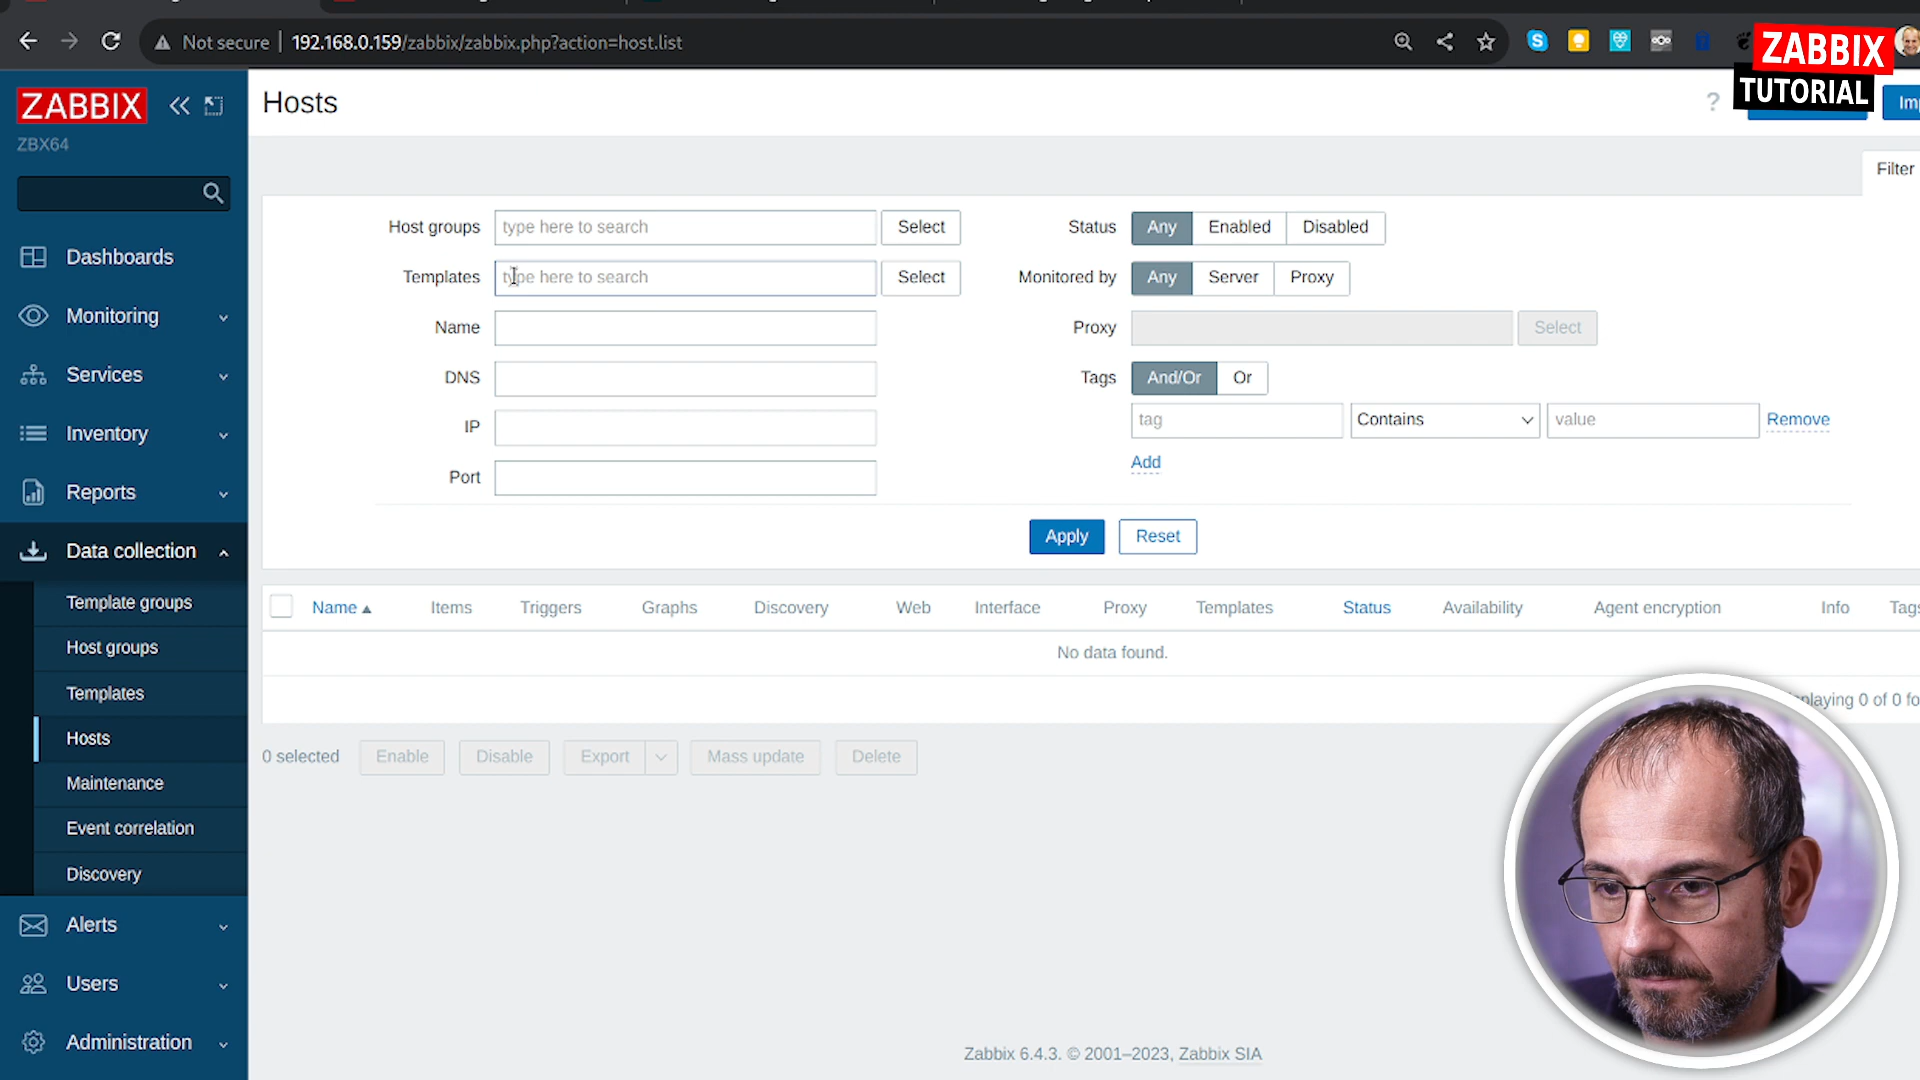 Not secure 192.168.0.159/zabbix/zabbix.php?action=host.list
ZABBIX
TUTORIAL
ZABBIX
ZBX64
Dashboards
Monitoring
Services
Inventory
Reports
Data collection
Template groups
Host groups
Templates
Hosts
Maintenance
Event correlation
Discovery
Alerts
Users
Administration
Hosts
?
Filter
Host groups type here to search Select
Templates type here to search Select
Name
DNS
IP
Port
Status Any Enabled Disabled
Monitored by Any Server Proxy
Proxy Select
Tags And/Or Or
tag Contains value Remove
Add
Apply Reset
Name Items Triggers Graphs Discovery Web Interface Proxy Templates Status Availability Agent encryption Info Tags
No data found.
0 of 0
0 selected Enable Disable Export Mass update Delete
Zabbix 6.4.3. © 2001–2023, Zabbix SIA